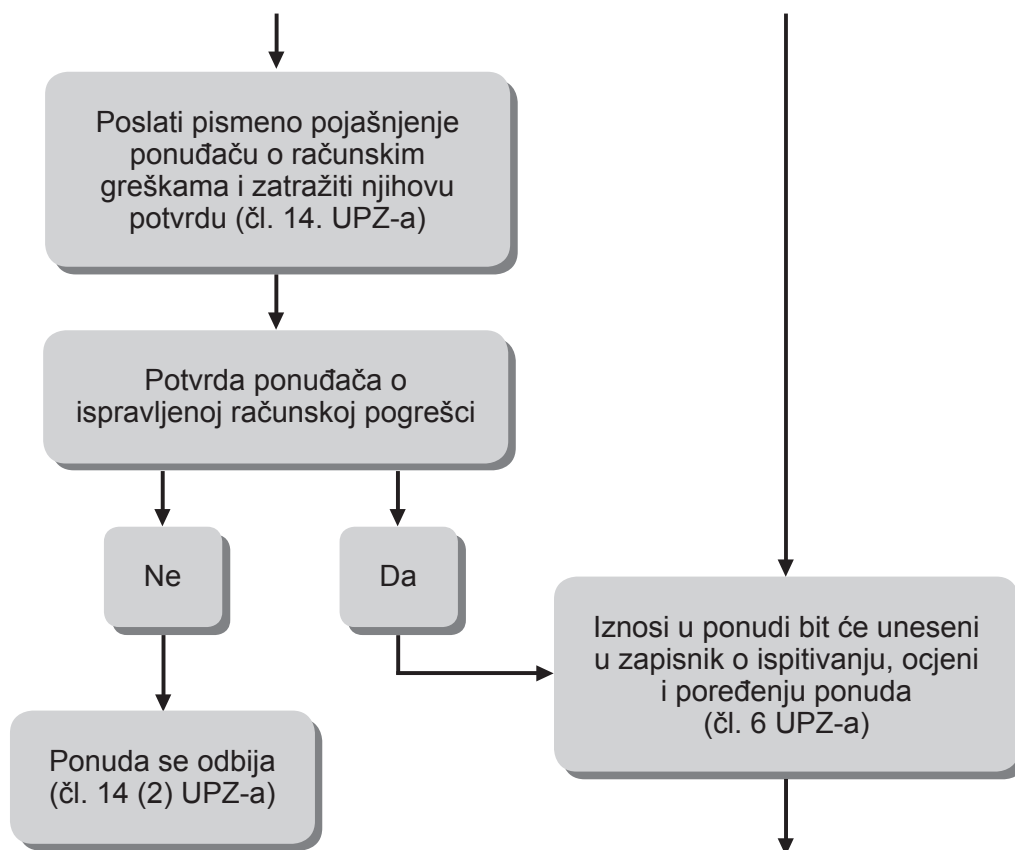 Poslati pismeno pojašnjenje
ponuđaču o računskim
greškama i zatražiti njihovu
potvrdu (čl. 14. UPZ-a)
Potvrda ponuđača o
ispravljenoj računskoj pogrešci
Ne
Da
Iznosi u ponudi bit će uneseni
u zapisnik o ispitivanju, ocjeni
i poređenju ponuda
(čl. 6 UPZ-a)
Ponuda se odbija
(čl. 14 (2) UPZ-a)